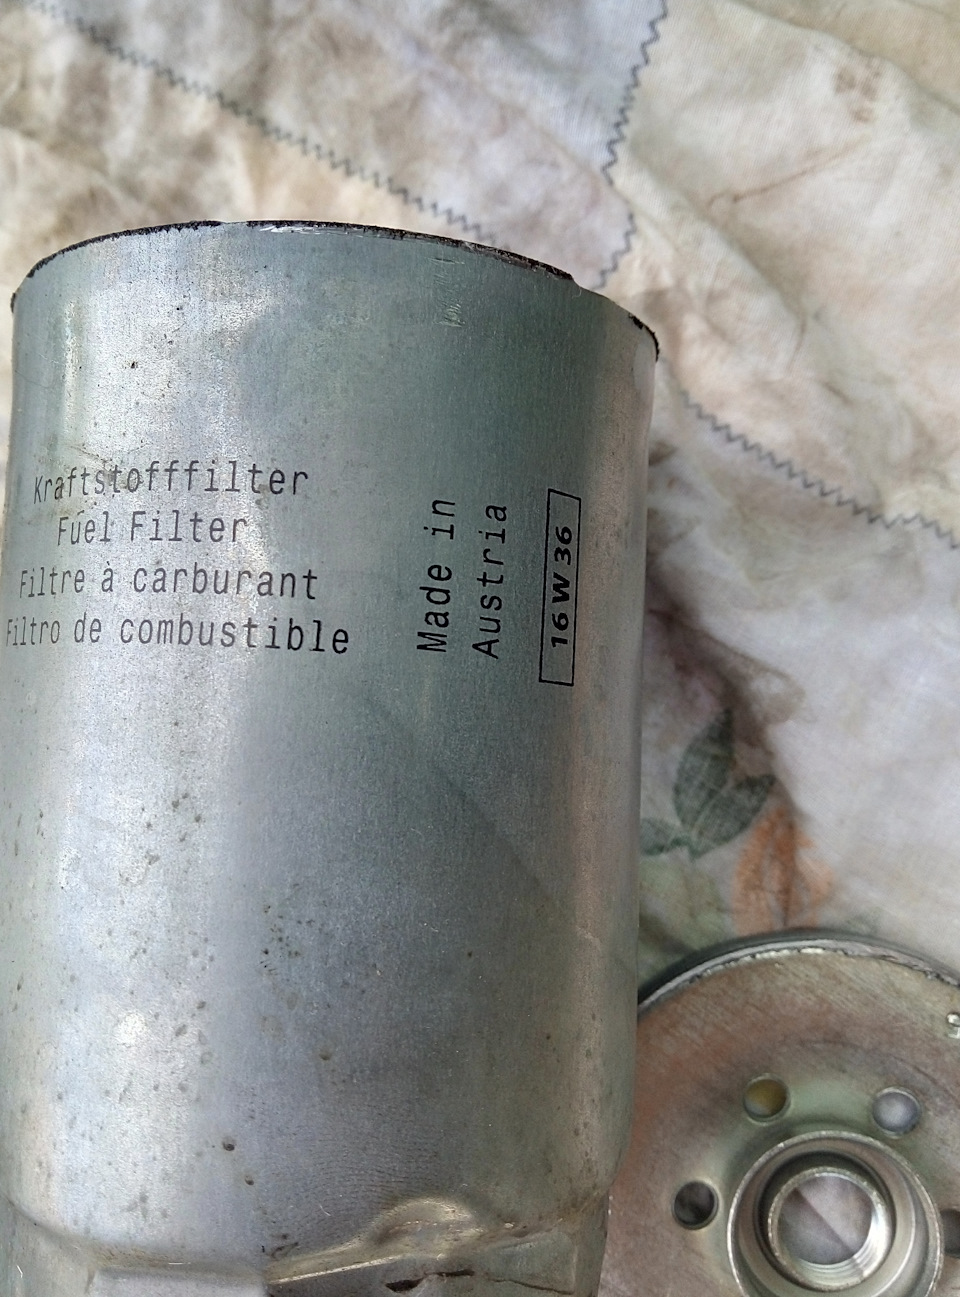 Kraftstofffilter
Fuel Filter
Filtre à carburant
Filtro de combustible
Made in
Austria
16 W 36